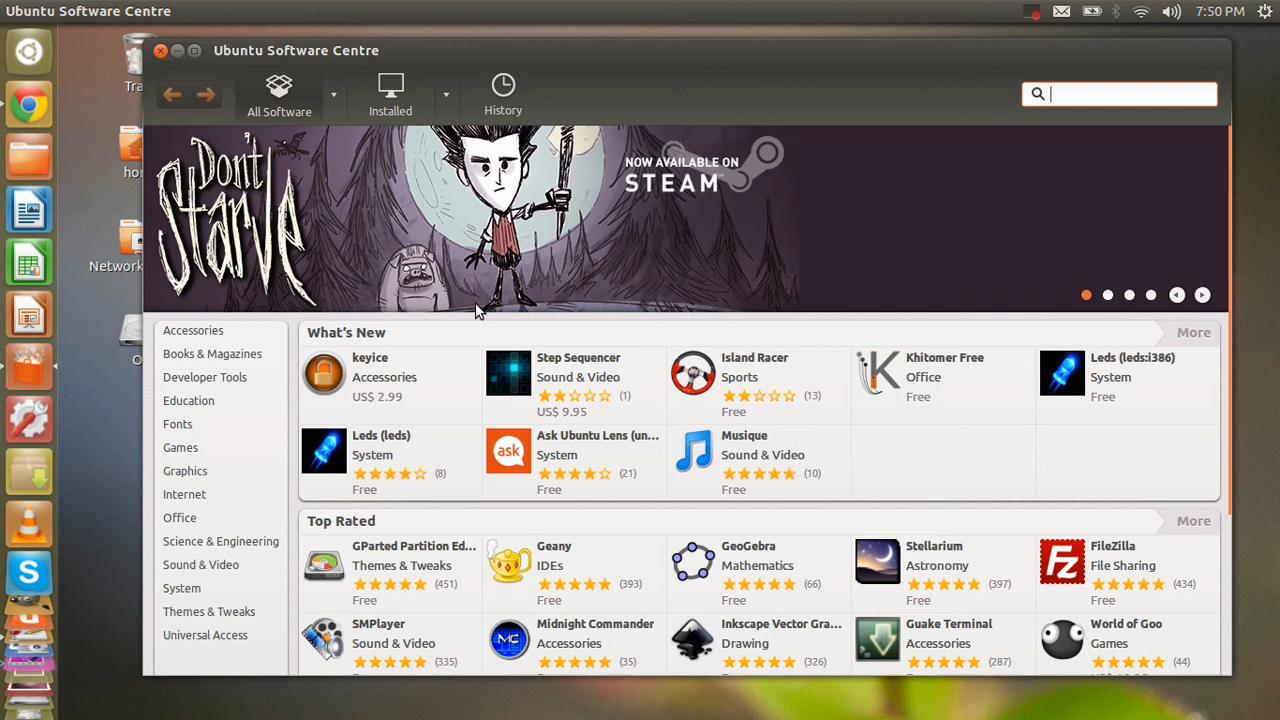 Ubuntu Software Centre
7:50 PM
Tra
hor
Network
O
Ubuntu Software Centre
All Software
Installed
History
Don't
Starve
NOW AVAILABLE ON
STEAM
Accessories
Books & Magazines
Developer Tools
Education
Fonts
Games
Graphics
Internet
Office
Science & Engineering
Sound & Video
System
Themes & Tweaks
Universal Access
What's New
More
keyice
Accessories
US$ 2.99
Step Sequencer
Sound & Video
(1)
US$ 9.95
Island Racer
Sports
(13)
Free
Khitomer Free
Office
Free
Leds (leds:i386)
System
Free
Leds (leds)
System
(8)
Free
ask
Ask Ubuntu Lens (un...
System
(21)
Free
Musique
Sound & Video
(10)
Free
Top Rated
More
GParted Partition Ed...
Themes & Tweaks
(451)
Free
Geany
IDEs
(393)
Free
GeoGebra
Mathematics
(66)
Free
Stellarium
Astronomy
(397)
Free
Fz
FileZilla
File Sharing
(434)
Free
SMPlayer
Sound & Video
(335)
MC
Midnight Commander
Accessories
(35)
Inkscape Vector Gra...
Drawing
(326)
Guake Terminal
Accessories
(287)
World of Goo
Games
(44)